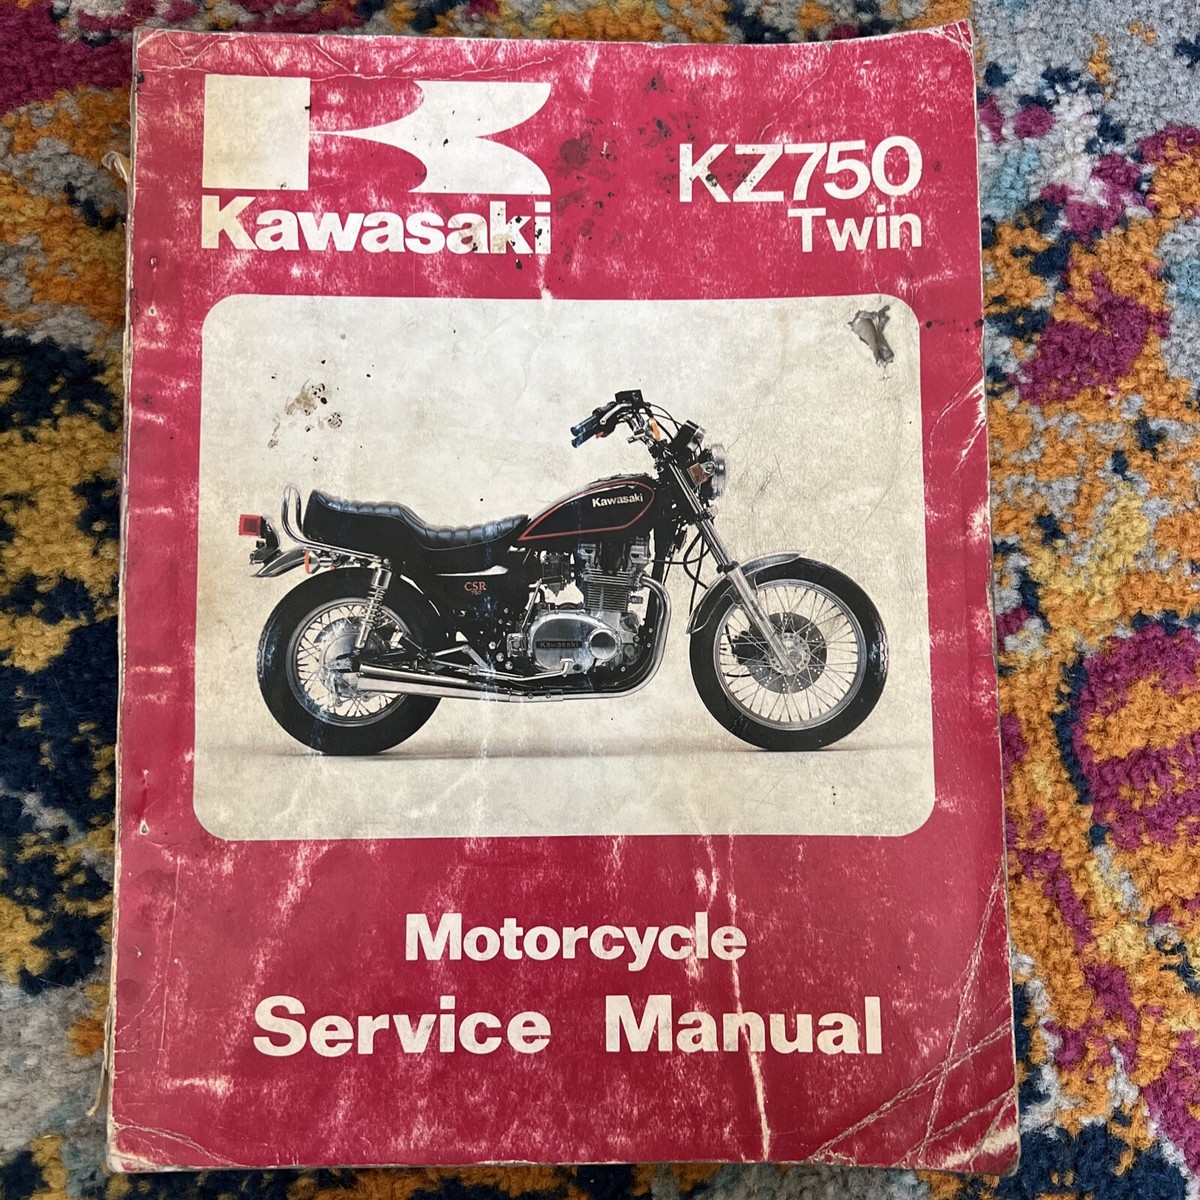 Kawasaki
KZ750
Twin
Kawasaki
CSR
Kawasaki
Motorcycle
Service Manual